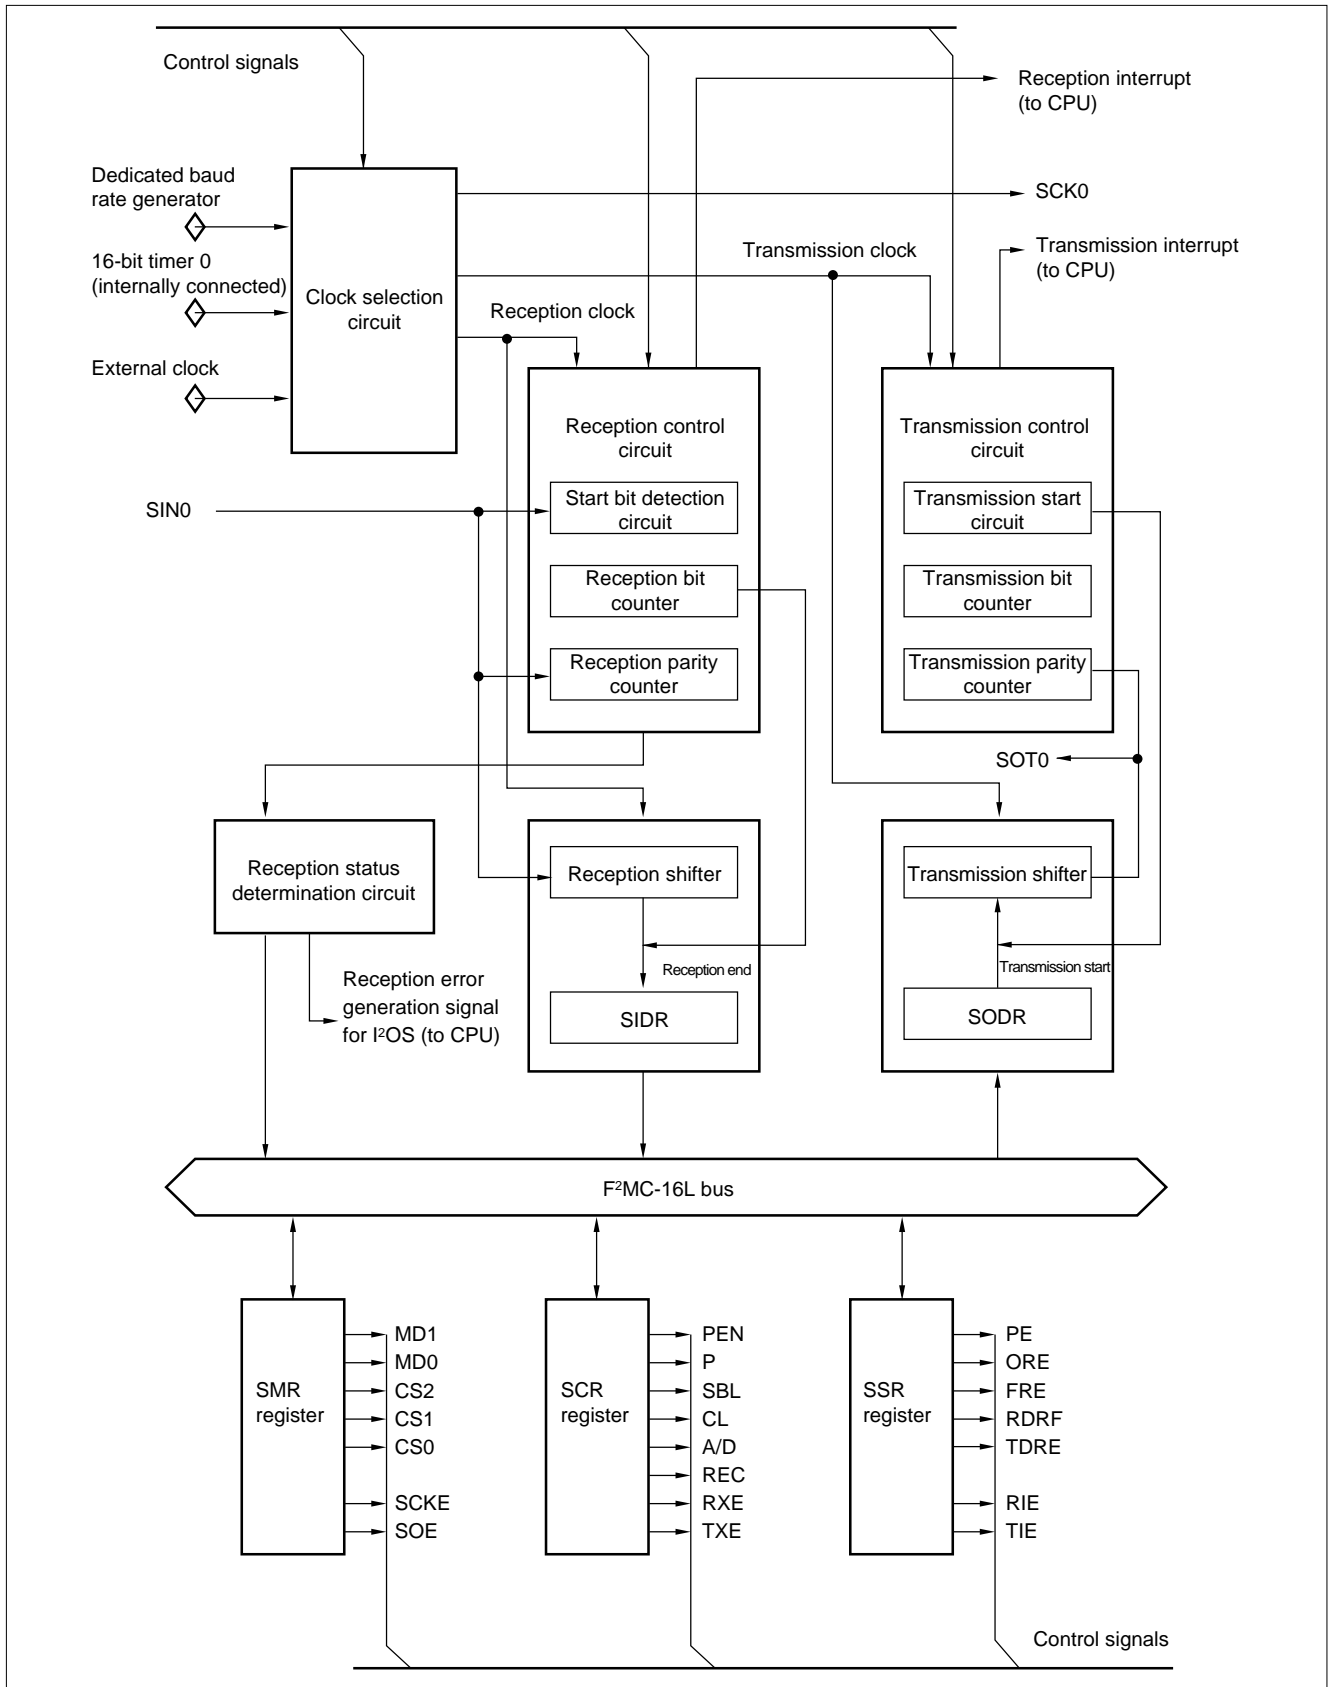 Control signals
Reception interrupt
(to CPU)
Dedicated baud
rate generator
SCK0
Transmission clock
Transmission interrupt
(to CPU)
16-bit timer 0
(internally connected)
Clock selection
circuit
Reception clock
External clock
Reception control
circuit
Transmission control
circuit
SIN0
Start bit detection
circuit
Transmission start
circuit
Reception bit
counter
Transmission bit
counter
Reception parity
counter
Transmission parity
counter
SOT0
Reception status
determination circuit
Reception shifter
Transmission shifter
Reception end
Transmission start
Reception error
generation signal
for I²OS (to CPU)
SIDR
SODR
F²MC-16L bus
SMR
register
MD1
MD0
CS2
CS1
CS0
SCKE
SOE
SCR
register
PEN
P
SBL
CL
A/D
REC
RXE
TXE
SSR
register
PE
ORE
FRE
RDRF
TDRE
RIE
TIE
Control signals